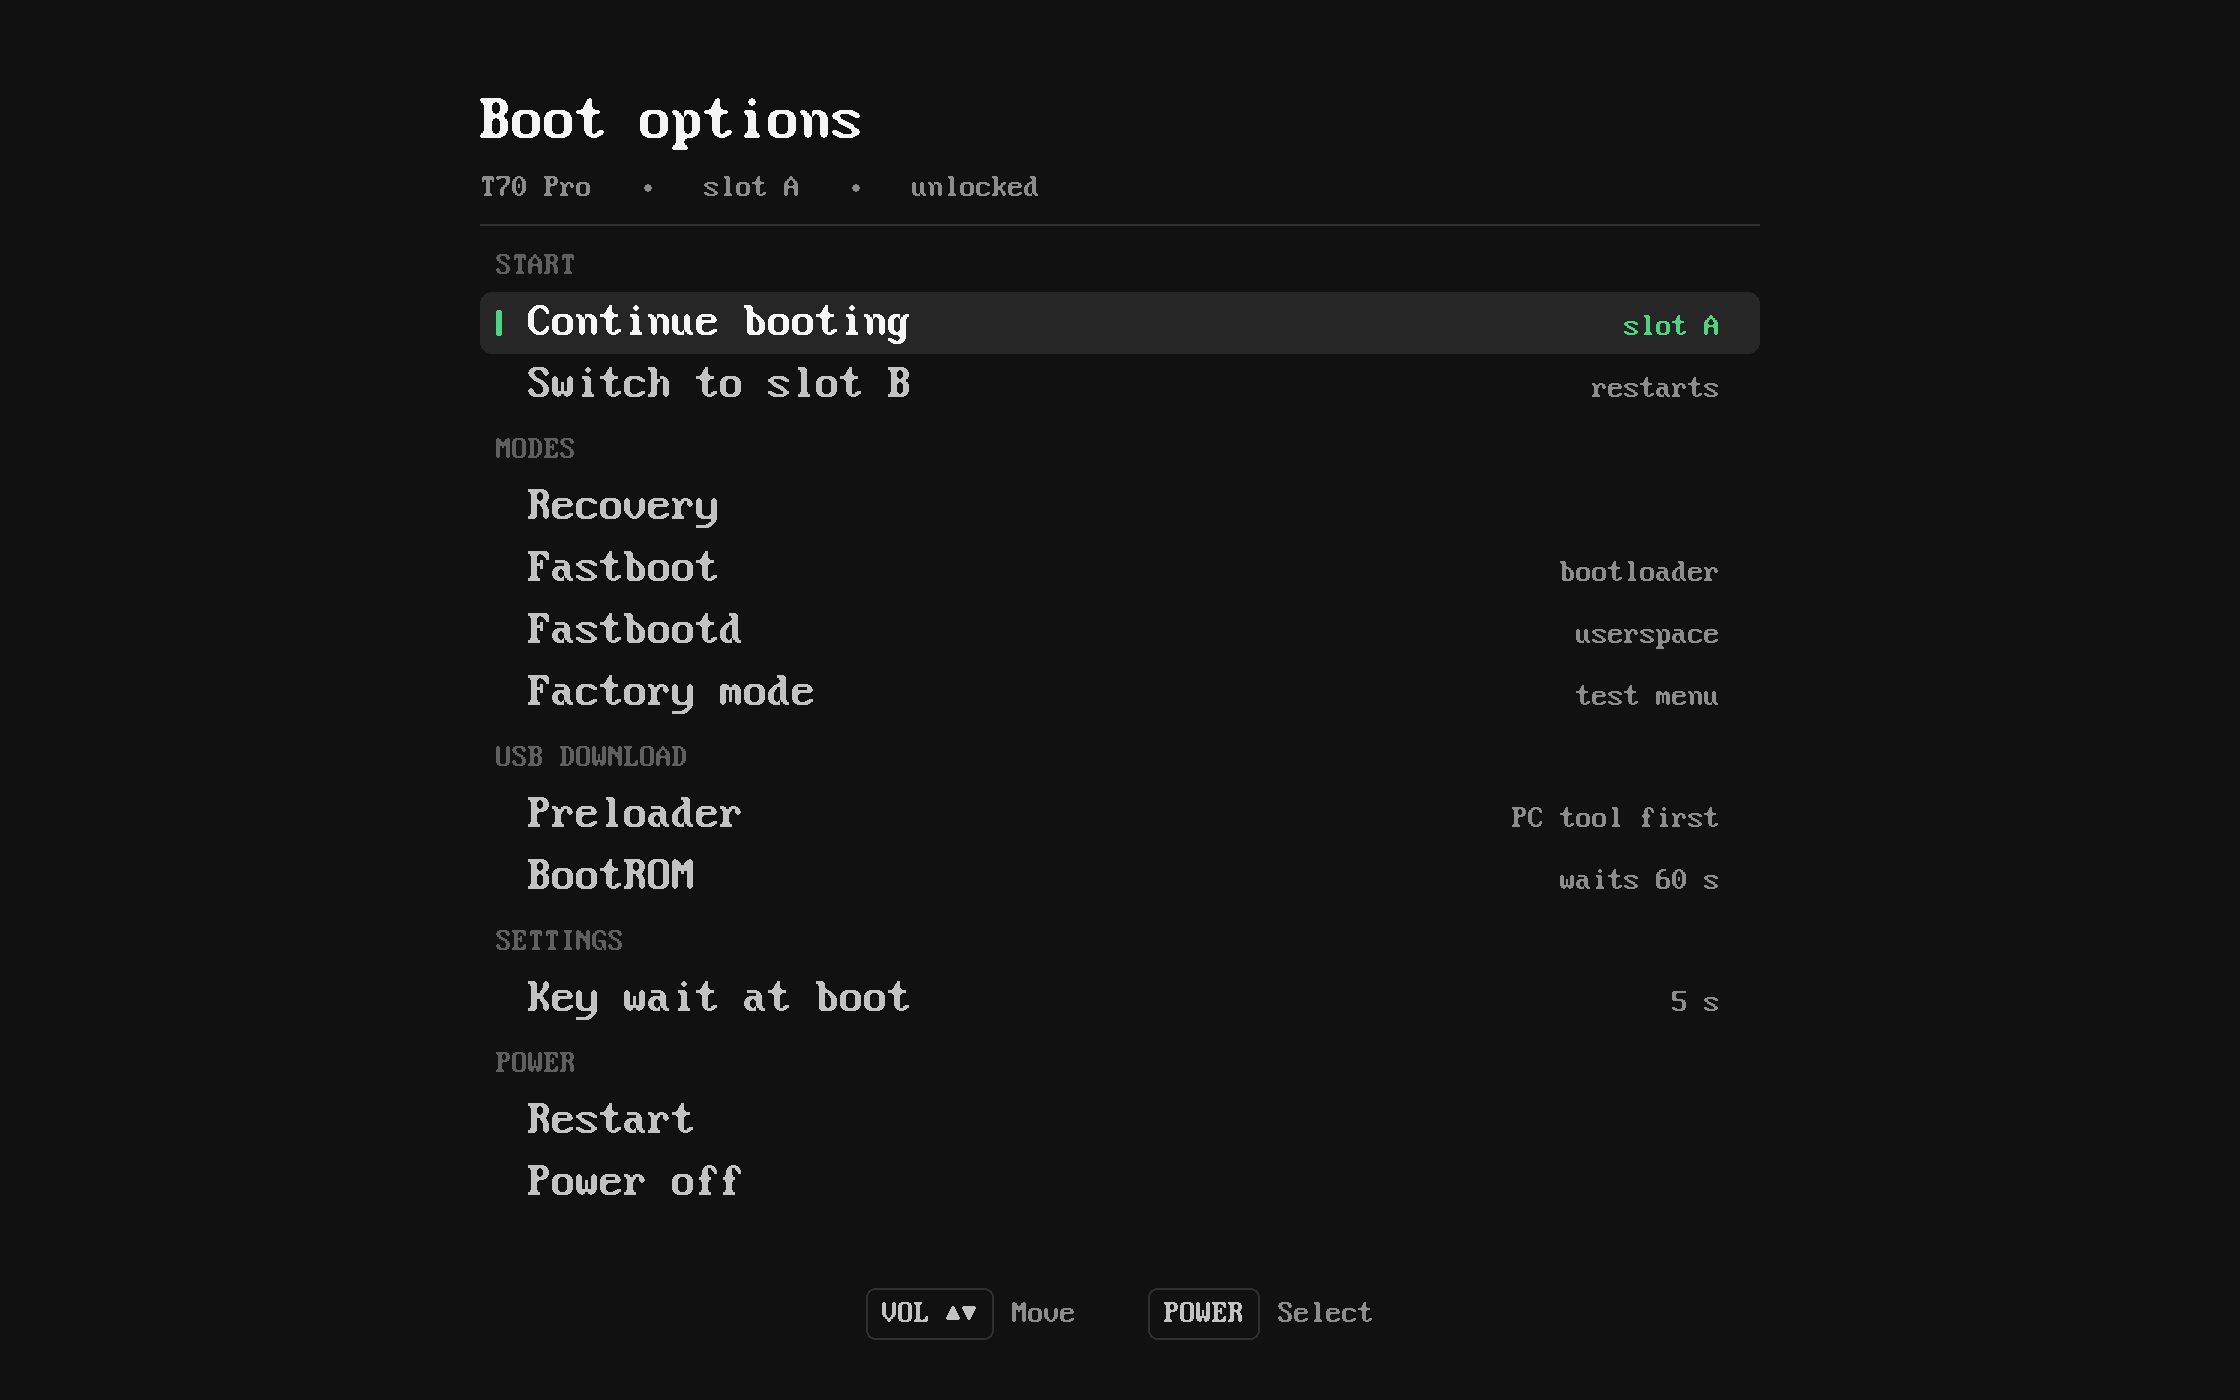 Boot options
T70 Pro • slot A • unlocked
START
Continue booting slot A
Switch to slot B restarts
MODES
Recovery
Fastboot bootloader
Fastbootd userspace
Factory mode test menu
USB DOWNLOAD
Preloader PC tool first
BootROM waits 60 s
SETTINGS
Key wait at boot 5 s
POWER
Restart
Power off
VOL ▲▼ Move POWER Select